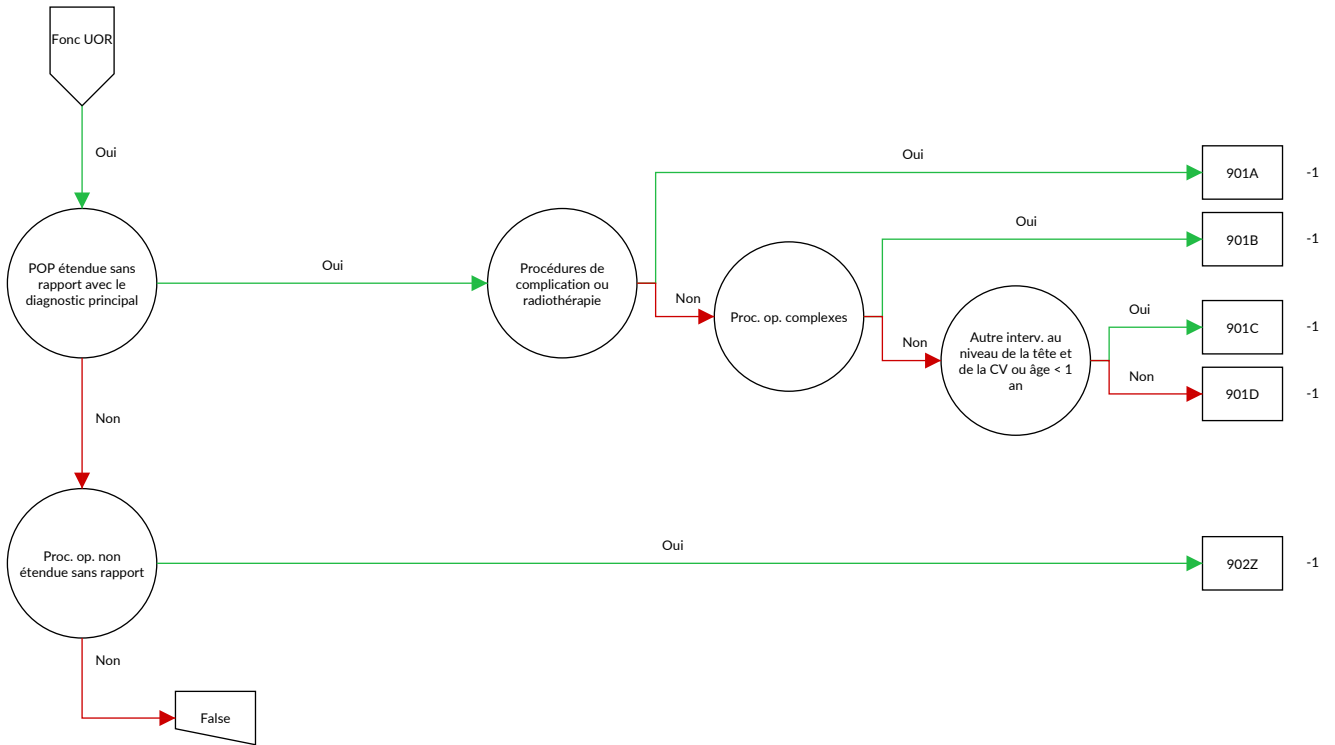 Fonc UOR
Oui
Oui
901A
-1
Oui
901B
-1
POP étendue sans
rapport avec le
diagnostic principal
Oui
Procédures de
complication ou
radiothérapie
Non
Proc. op. complexes
Non
Autre interv. au
niveau de la tête et
de la CV ou âge < 1
an
Oui
901C
-1
Non
901D
-1
Non
Proc. op. non
étendue sans rapport
Oui
902Z
-1
Non
False